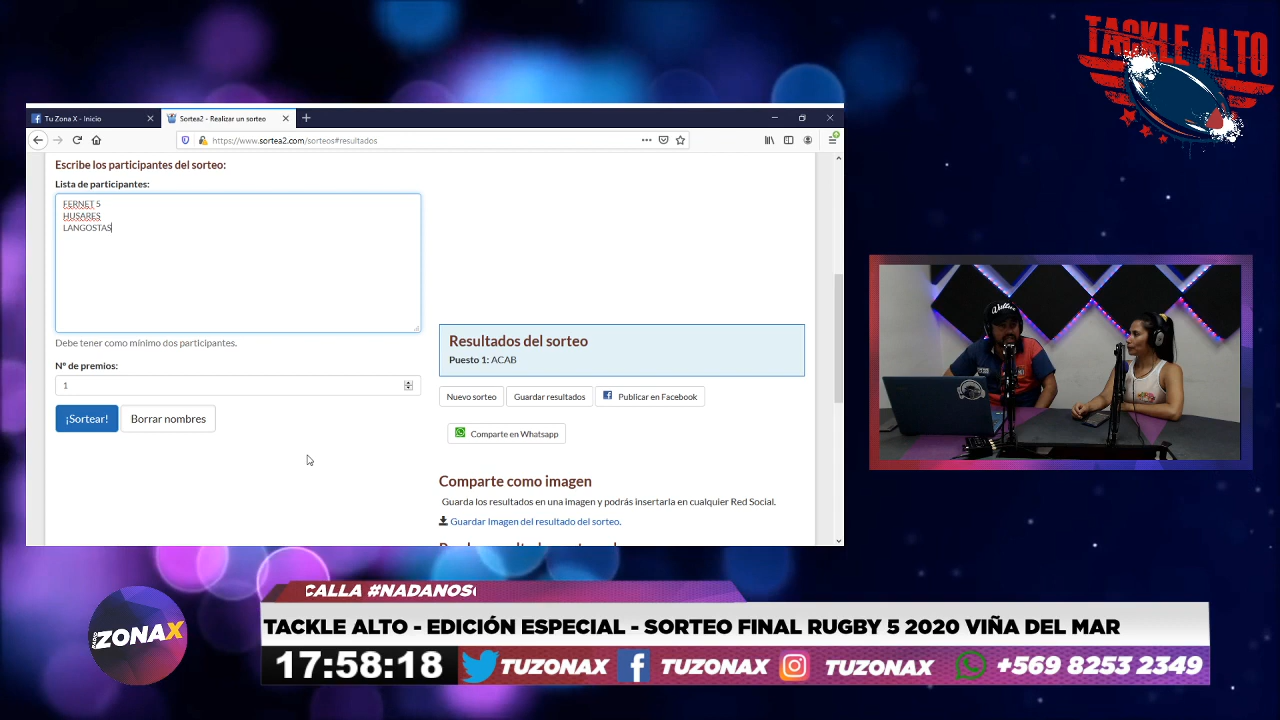 TACKLE ALTO
Tu Zona X - Inicio
Sortea2 - Realizar un sorteo
https://www.sortea2.com/sorteos#resultados
Escribe los participantes del sorteo:
Lista de participantes:
FERNET 5
HUSARES
LANGOSTAS
Debe tener como mínimo dos participantes.
Nº de premios:
1
¡Sortear!
Borrar nombres
Resultados del sorteo
Puesto 1: ACAB
Nuevo sorteo
Guardar resultados
Publicar en Facebook
Comparte en Whatsapp
Comparte como imagen
Guarda los resultados en una imagen y podrás insertarla en cualquier Red Social.
Guardar Imagen del resultado del sorteo.
CALLA #NADANOS
ZONAX
TACKLE ALTO - EDICIÓN ESPECIAL - SORTEO FINAL RUGBY 5 2020 VIÑA DEL MAR
17:58:18
TUZONAX
TUZONAX
TUZONAX
+569 8253 2349